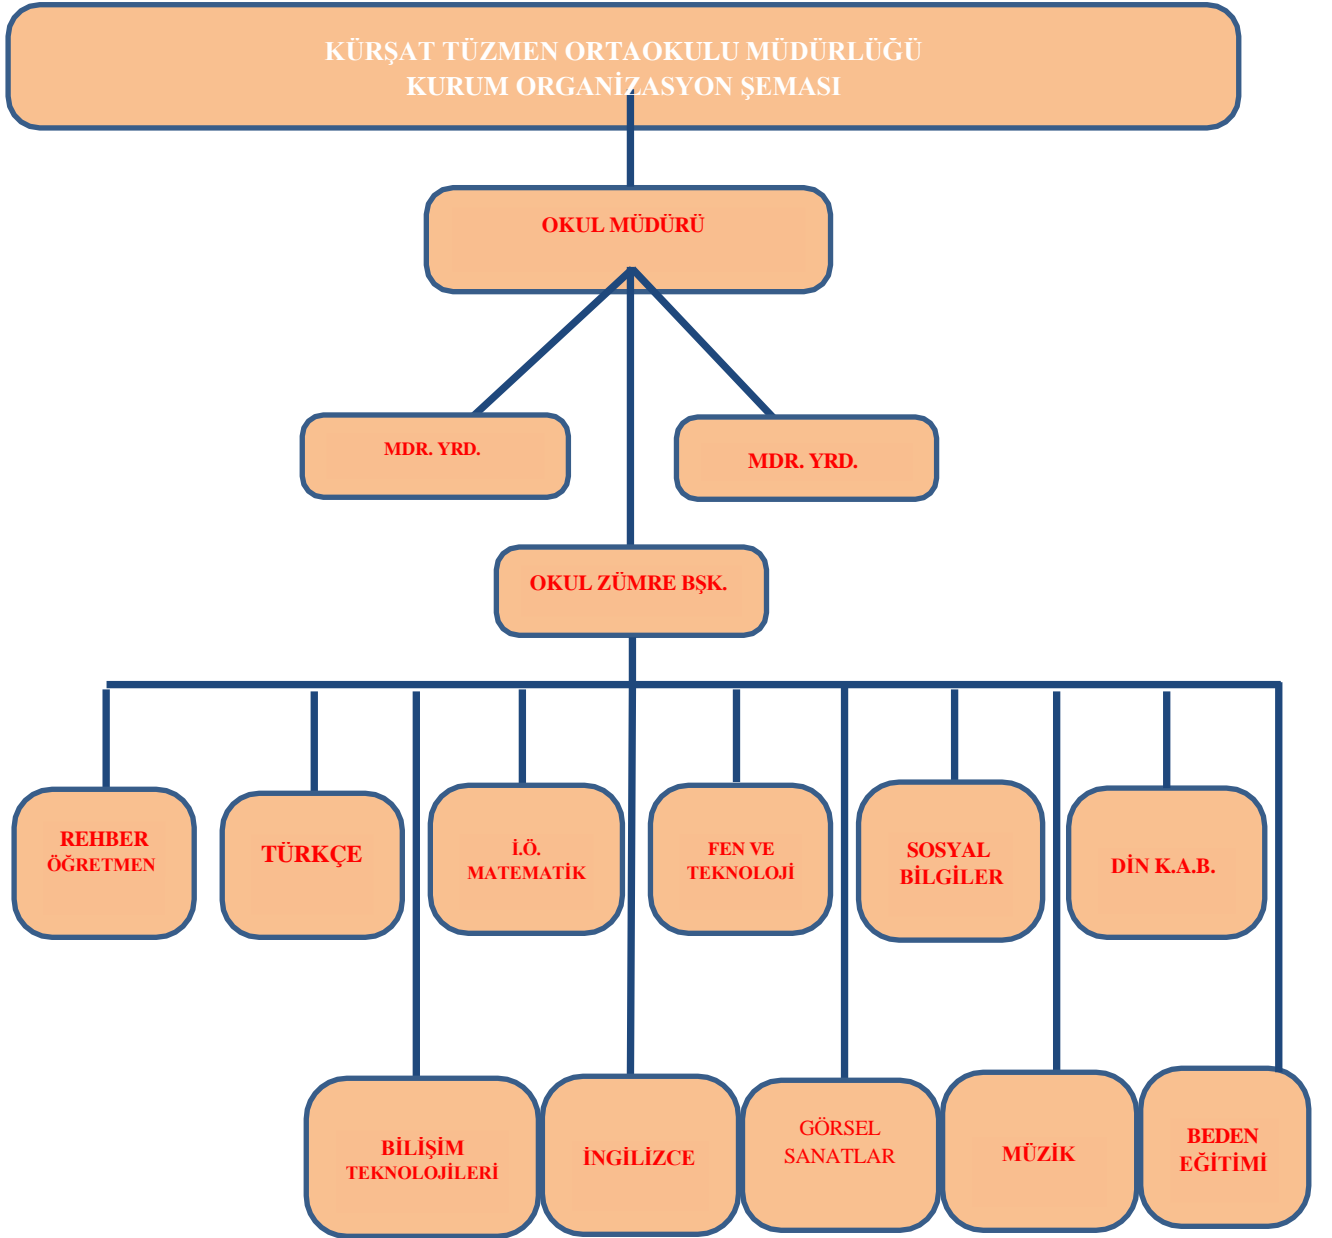 KÜRŞAT TÜZMEN ORTAOKULU MÜDÜRLÜĞÜ
KURUM ORGANİZASYON ŞEMASI
OKUL MÜDÜRÜ
MDR. YRD.
MDR. YRD.
OKUL ZÜMRE BŞK.
REHBER
ÖĞRETMEN
TÜRKÇE
İ.Ö.
MATEMATİK
FEN VE
TEKNOLOJİ
SOSYAL
BİLGİLER
DİN K.A.B.
BİLİŞİM
TEKNOLOJİLERİ
İNGİLİZCE
GÖRSEL
SANATLAR
MÜZİK
BEDEN
EĞİTİMİ